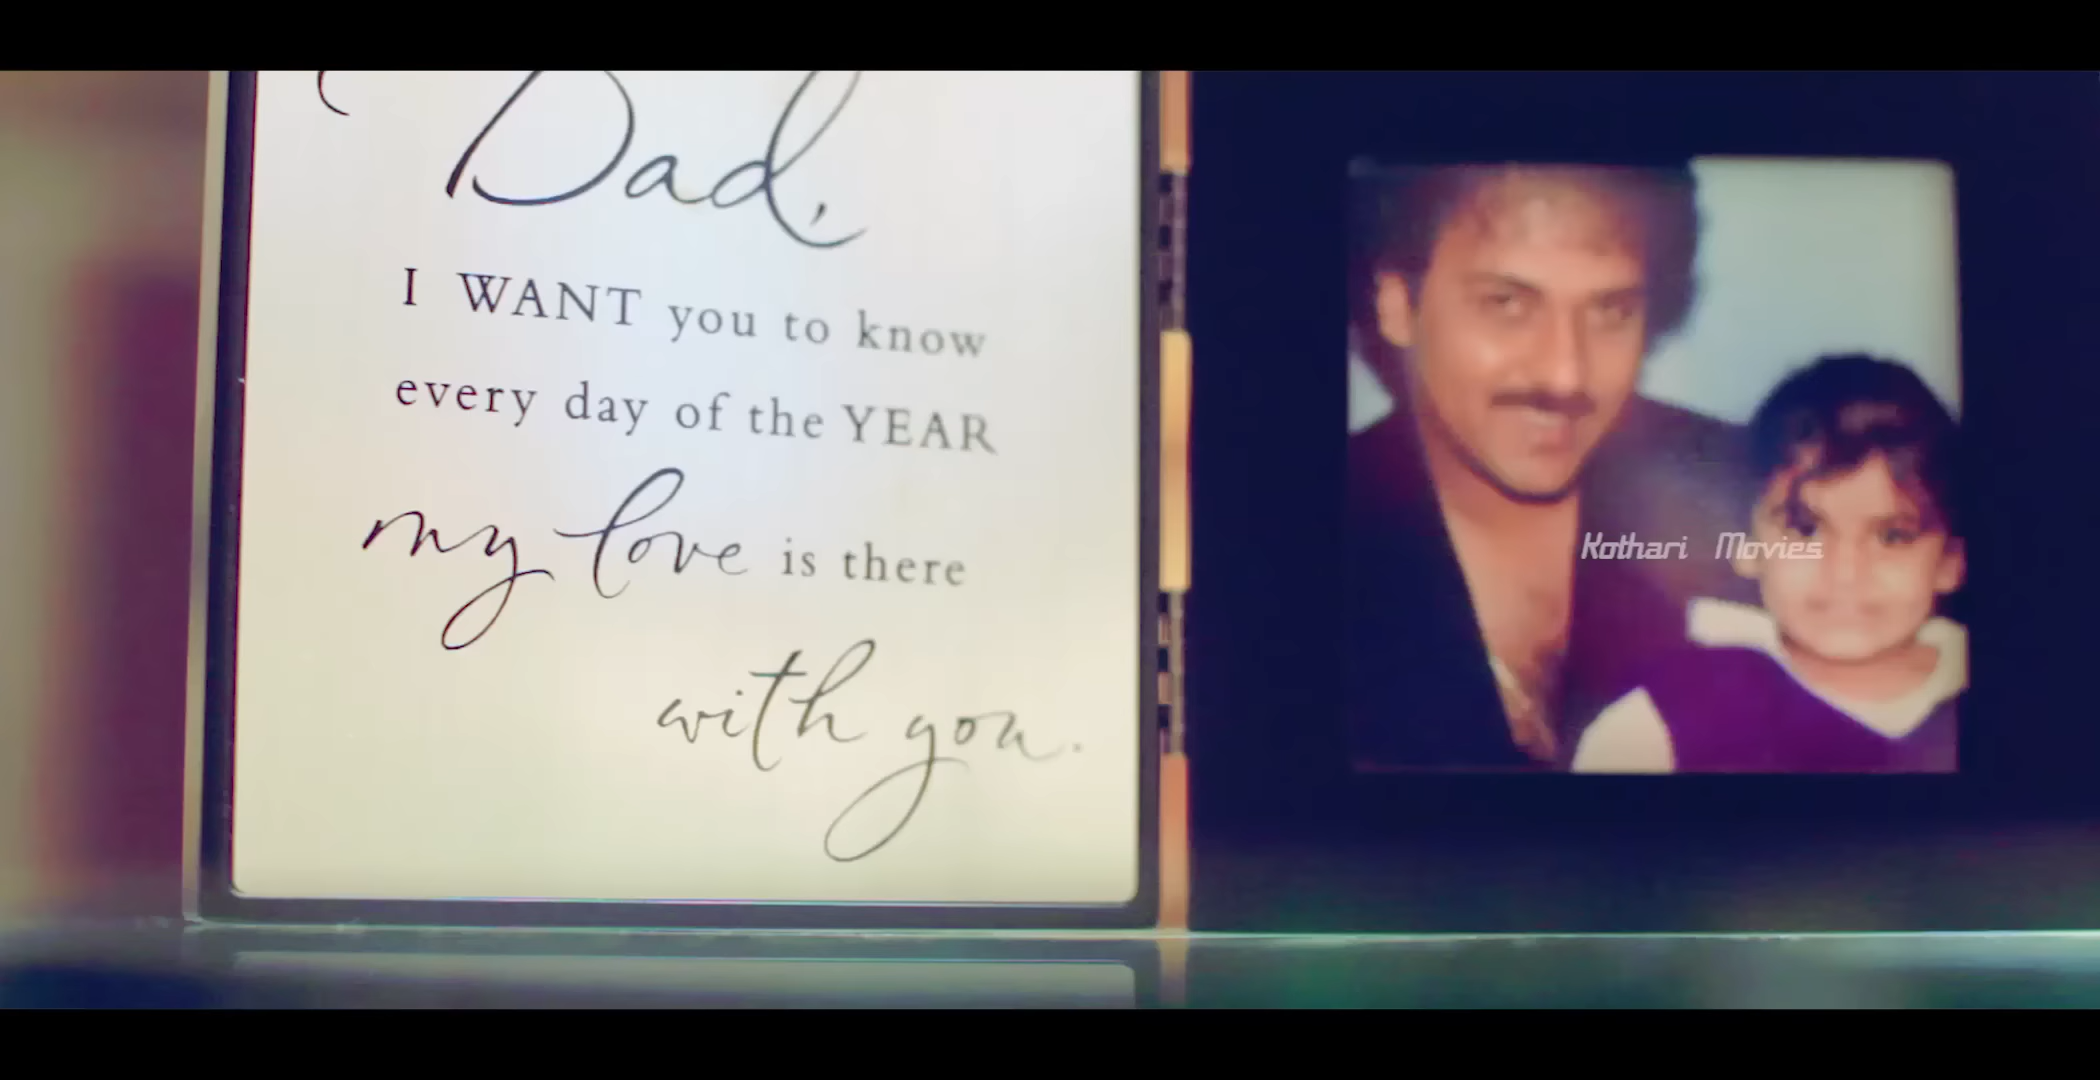 Dad,
I WANT you to know
every day of the YEAR
my love is there
with you.
Kothari Movies